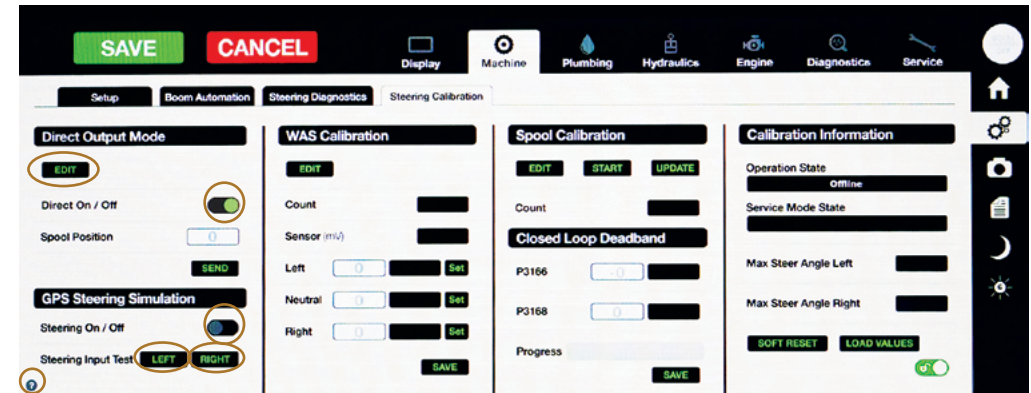 SAVE
CANCEL
Display
Machine
Plumbing
Hydraulics
Engine
Diagnostics
Service
Setup
Boom Automation
Steering Diagnostics
Steering Calibration
Direct Output Mode
EDIT
Direct On / Off
Spool Position
0
SEND
GPS Steering Simulation
Steering On / Off
Steering Input Test
LEFT
RIGHT
?
WAS Calibration
EDIT
Count
Sensor (mV)
Left
0
Set
Neutral
0
Set
Right
0
Set
SAVE
Spool Calibration
EDIT
START
UPDATE
Count
Closed Loop Deadband
P3166
-0
P3168
0
Progress
SAVE
Calibration Information
Operation State
Offline
Service Mode State
Max Steer Angle Left
Max Steer Angle Right
SOFT RESET
LOAD VALUES